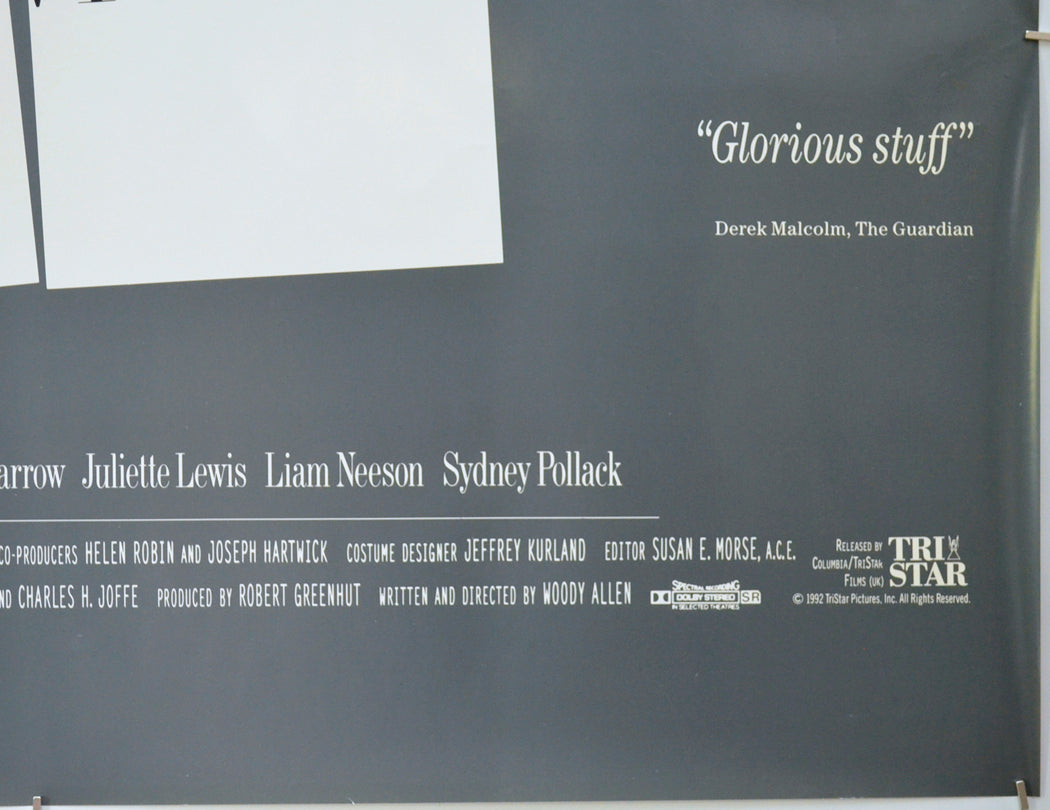 “Glorious stuff”
Derek Malcolm, The Guardian
arrow Juliette Lewis Liam Neeson Sydney Pollack
CO-PRODUCERS HELEN ROBIN AND JOSEPH HARTWICK COSTUME DESIGNER JEFFREY KURLAND EDITOR SUSAN E. MORSE, A.C.E.
ND CHARLES H. JOFFE PRODUCED BY ROBERT GREENHUT WRITTEN AND DIRECTED BY WOODY ALLEN
SPECTRAL RECORDING
DOLBY STEREO SR
IN SELECTED THEATRES
RELEASED BY
COLUMBIA/TRISTAR
FILMS (UK)
TRI
STAR
© 1992 TriStar Pictures, Inc. All Rights Reserved.